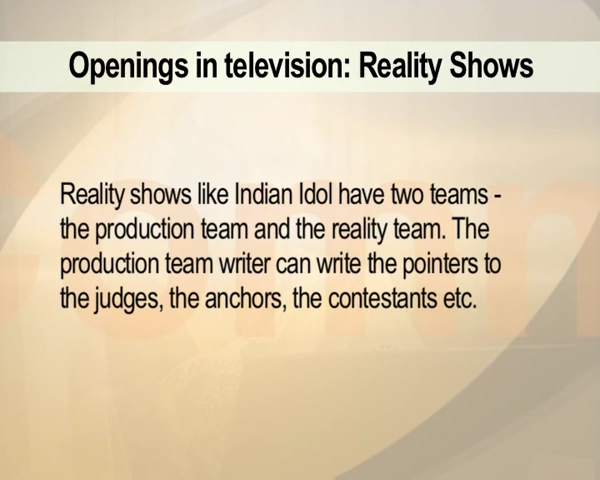 Openings in television: Reality Shows
Reality shows like Indian Idol have two teams -
the production team and the reality team. The
production team writer can write the pointers to
the judges, the anchors, the contestants etc.